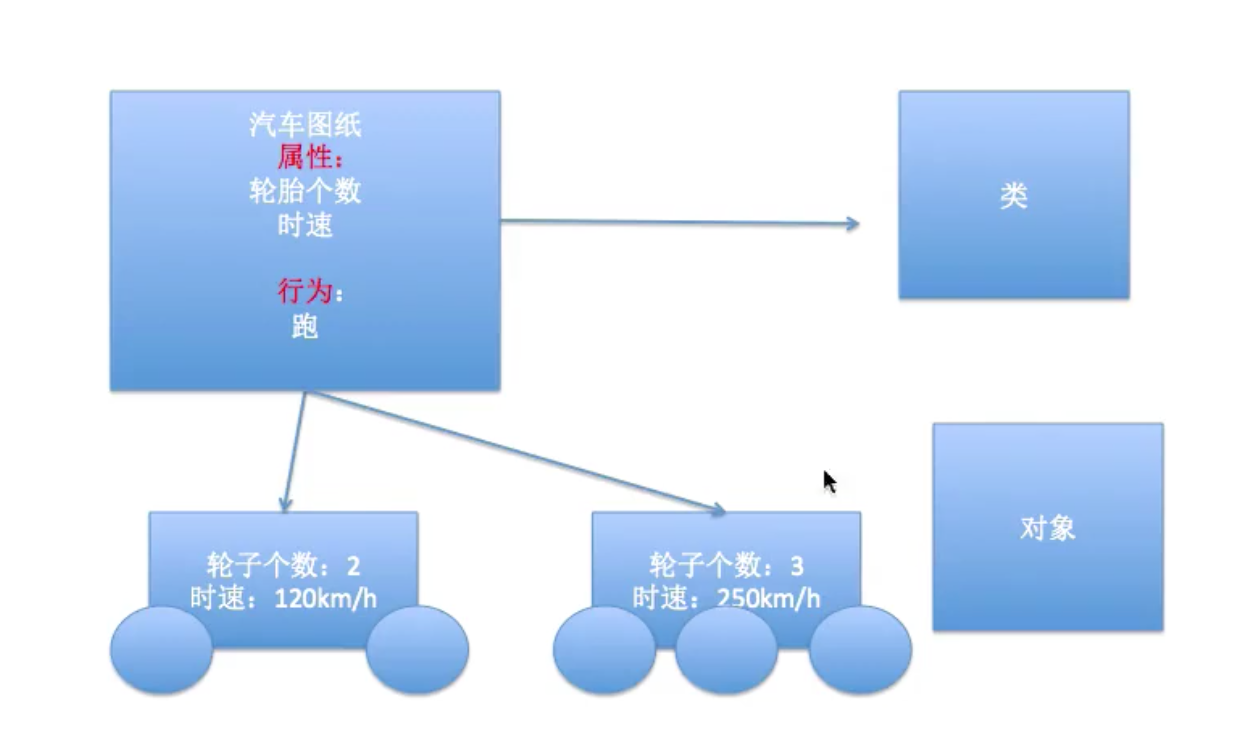 汽车图纸
属性：
轮胎个数
时速
行为：
跑
类
对象
轮子个数：2
时速：120km/h
轮子个数：3
时速：250km/h